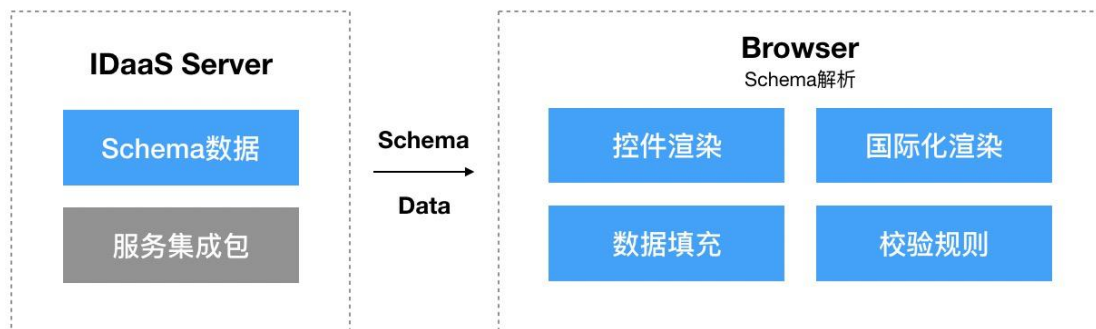 IDaaS Server
Schema数据
服务集成包
Schema
Data
Browser
Schema解析
控件渲染
国际化渲染
数据填充
校验规则